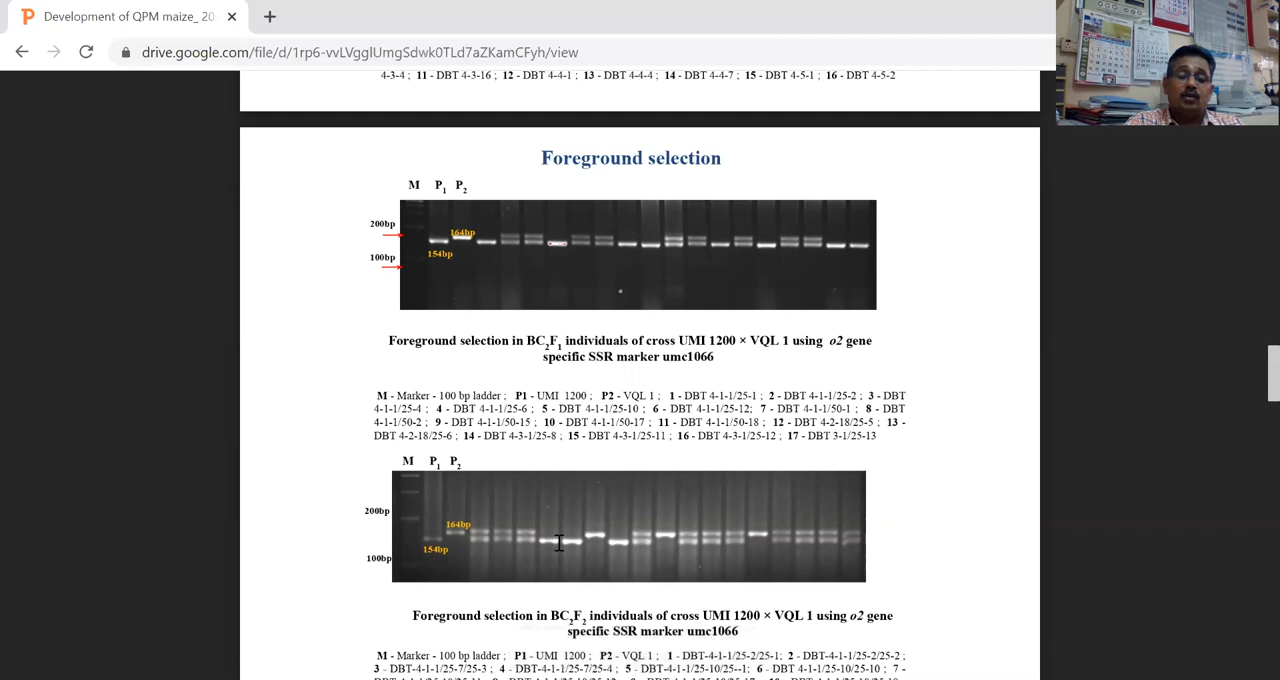 Development of QPM maize_ 20
drive.google.com/file/d/1rp6-vvLVgglUmgSdwk0TLd7aZKamCFyh/view
4-3-4 ; 11 - DBT 4-3-16 ; 12 - DBT 4-4-1 ; 13 - DBT 4-4-4 ; 14 - DBT 4-4-7 ; 15 - DBT 4-5-1 ; 16 - DBT 4-5-2
Foreground selection
M P1 P2
200bp
164bp
154bp
100bp
Foreground selection in BC2F1 individuals of cross UMI 1200 × VQL 1 using o2 gene
specific SSR marker umc1066
M - Marker - 100 bp ladder ; P1 - UMI 1200 ; P2 - VQL 1 ; 1 - DBT 4-1-1/25-1 ; 2 - DBT 4-1-1/25-2 ; 3 - DBT
4-1-1/25-4 ; 4 - DBT 4-1-1/25-6 ; 5 - DBT 4-1-1/25-10 ; 6 - DBT 4-1-1/25-12; 7 - DBT 4-1-1/50-1 ; 8 - DBT
4-1-1/50-2 ; 9 - DBT 4-1-1/50-15 ; 10 - DBT 4-1-1/50-17 ; 11 - DBT 4-1-1/50-18 ; 12 - DBT 4-2-18/25-5 ; 13 -
DBT 4-2-18/25-6 ; 14 - DBT 4-3-1/25-8 ; 15 - DBT 4-3-1/25-11 ; 16 - DBT 4-3-1/25-12 ; 17 - DBT 3-1/25-13
M P1 P2
200bp
164bp
154bp
100bp
Foreground selection in BC2F2 individuals of cross UMI 1200 × VQL 1 using o2 gene
specific SSR marker umc1066
M - Marker - 100 bp ladder ; P1 - UMI 1200 ; P2 - VQL 1 ; 1 - DBT-4-1-1/25-2/25-1; 2 - DBT-4-1-1/25-2/25-2 ;
3 - DBT-4-1-1/25-7/25-3 ; 4 - DBT-4-1-1/25-7/25-4 ; 5 - DBT-4-1-1/25-10/25--1; 6 - DBT 4-1-1/25-10/25-10 ; 7 -